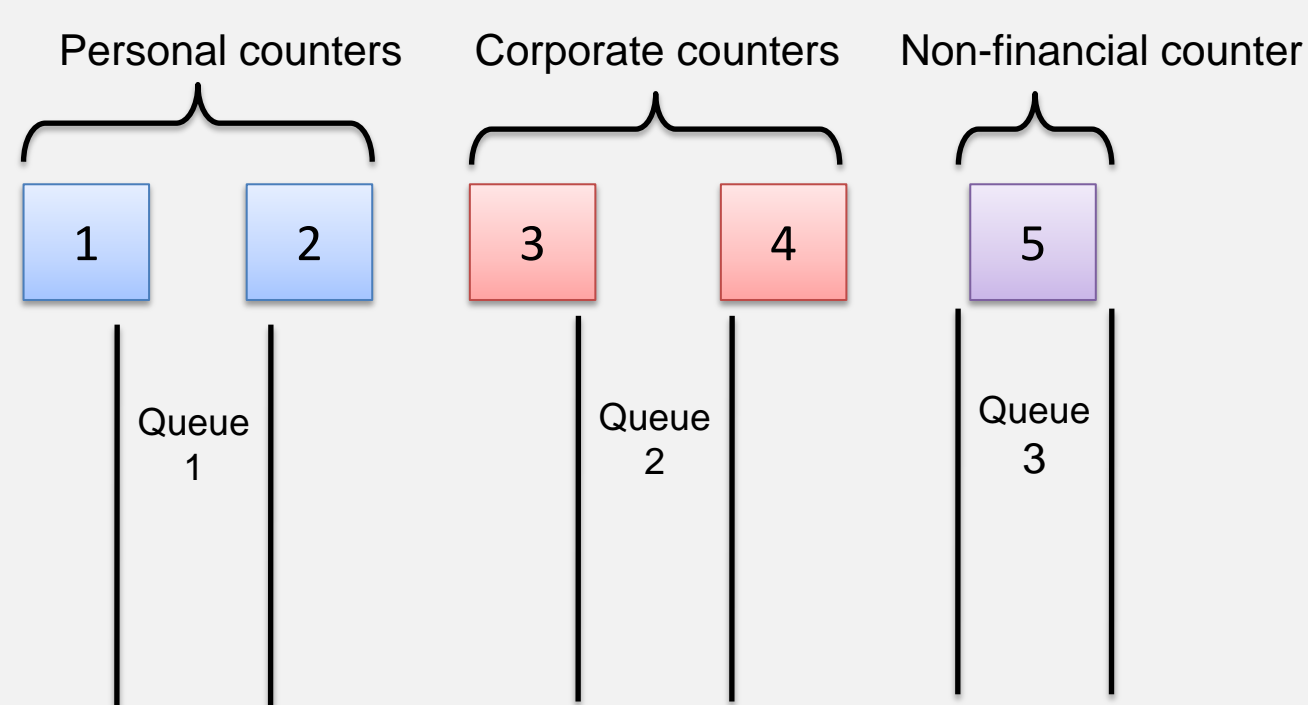 Personal counters
Corporate counters
Non-financial counter
1
2
3
4
5
Queue
1
Queue
2
Queue
3